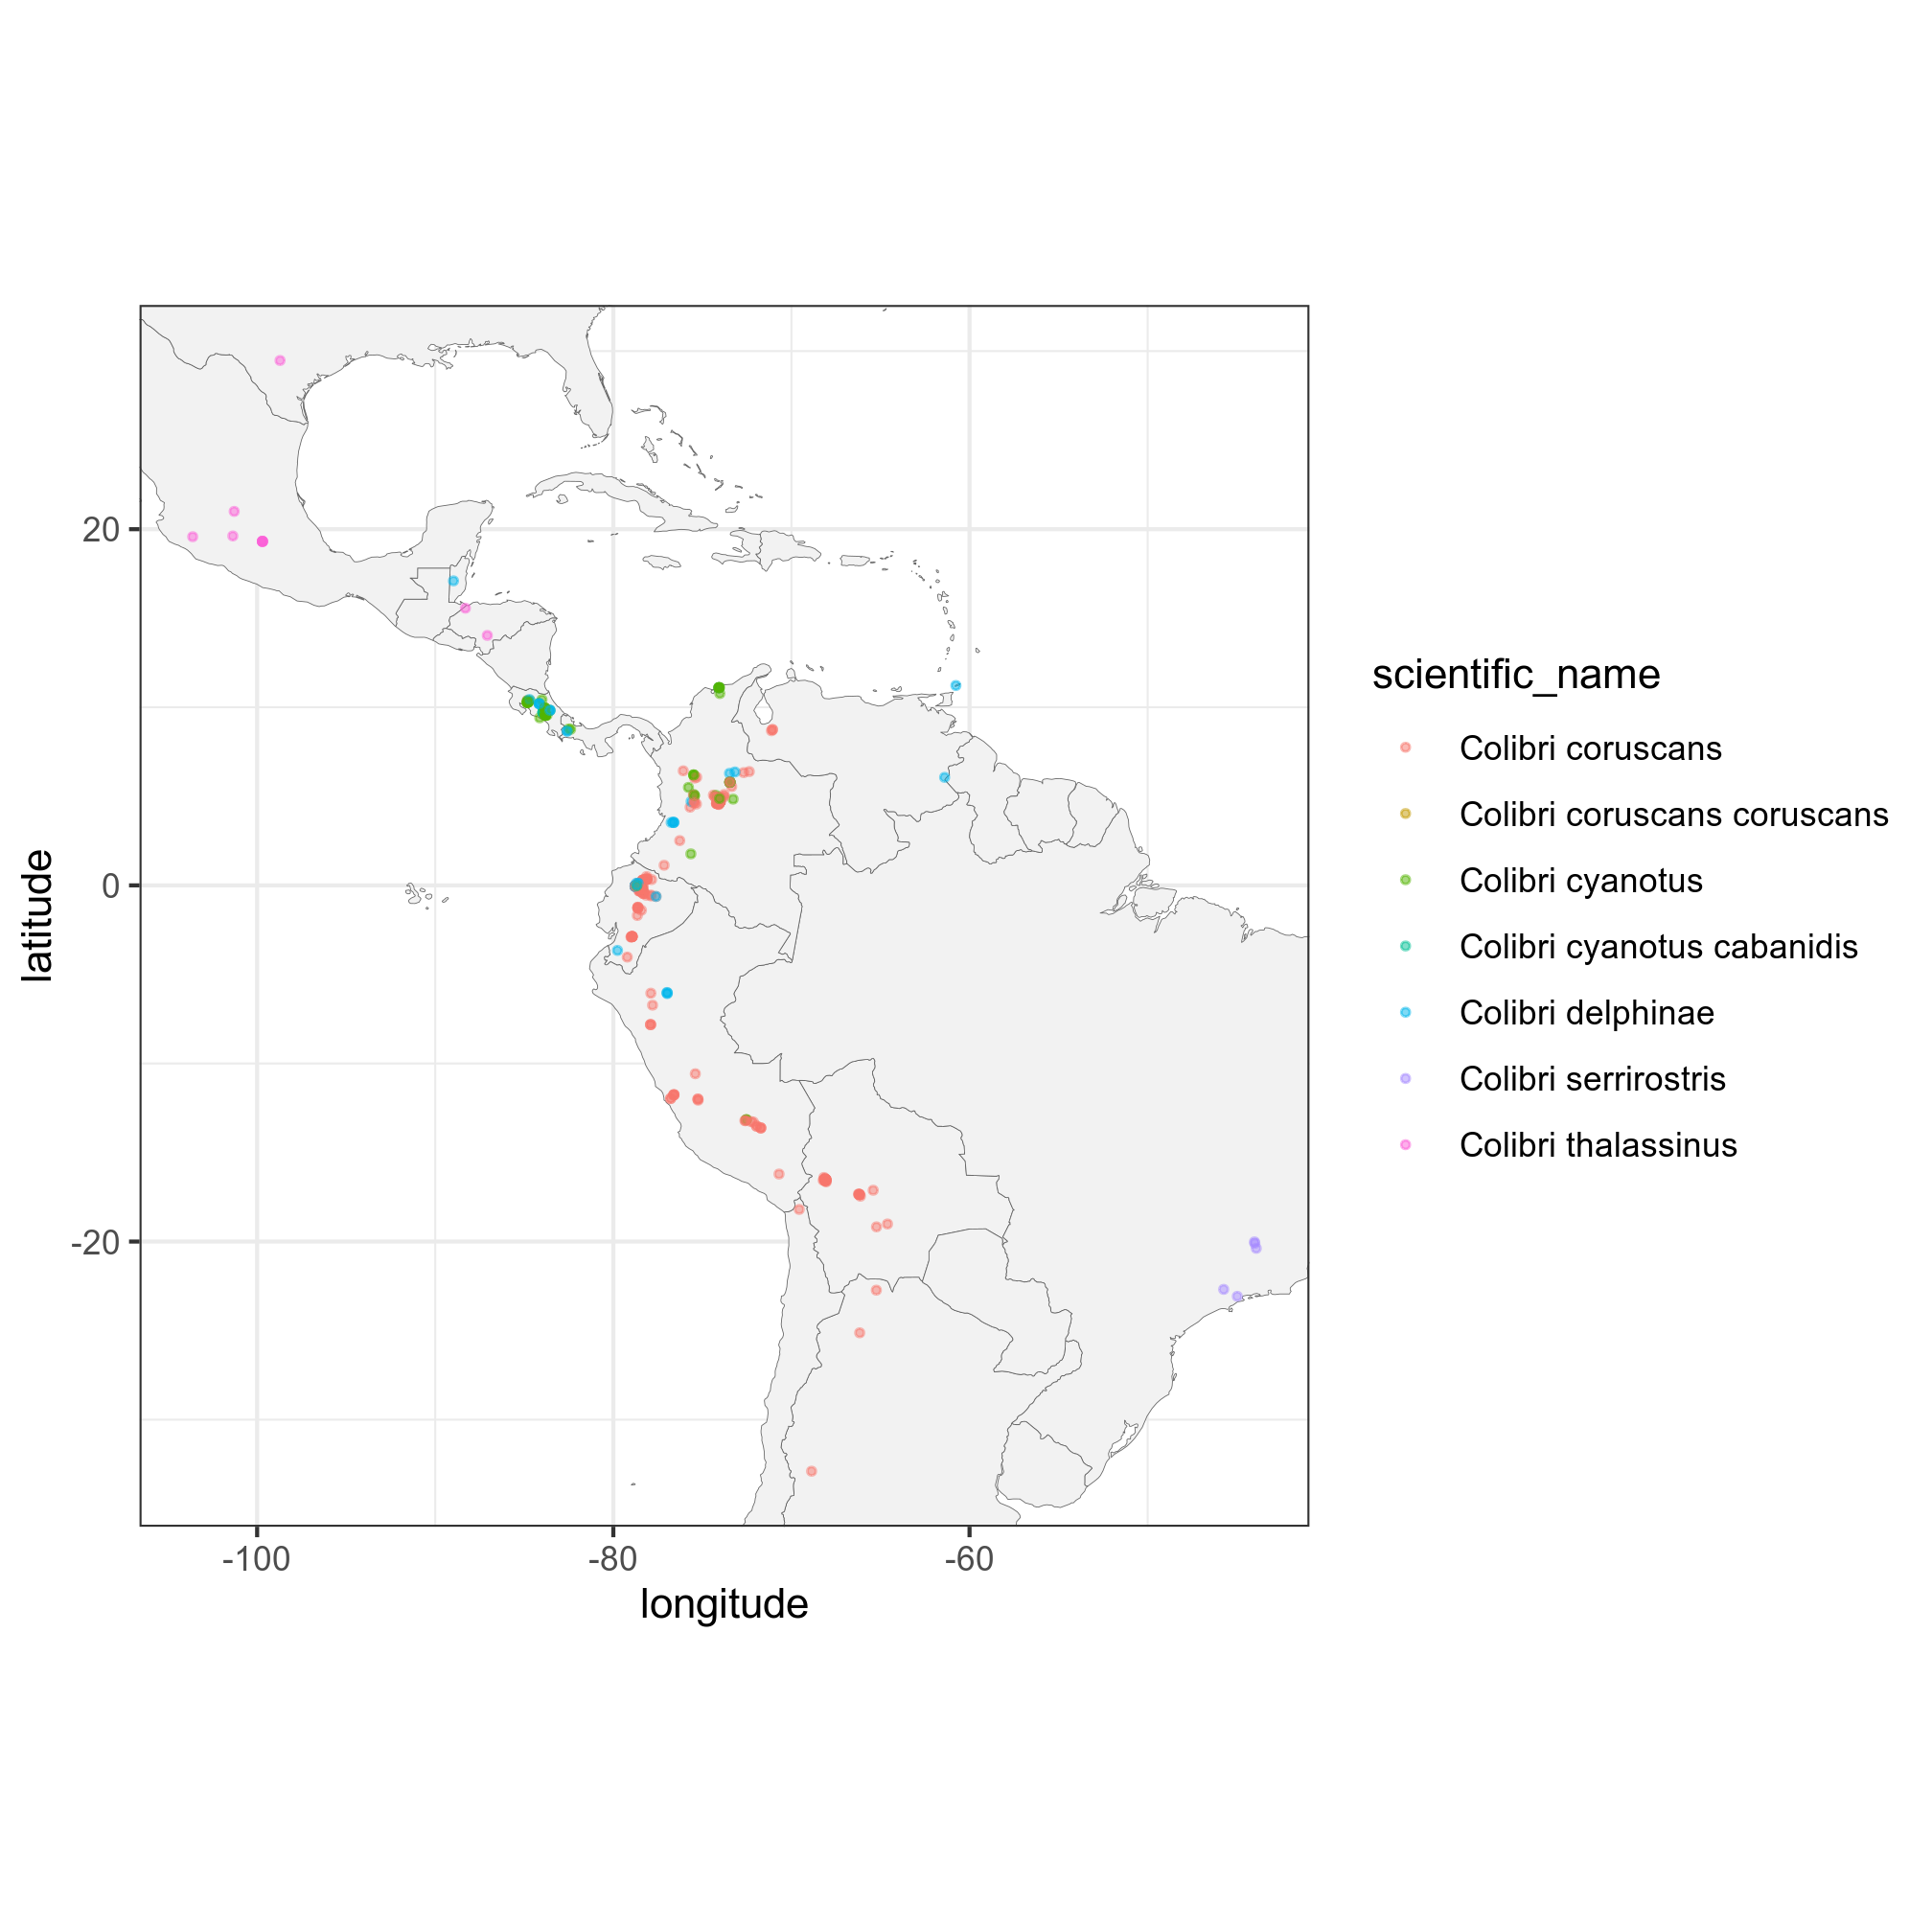 20
0
-20
latitude
-100
-80
-60
longitude
scientific_name
Colibri coruscans
Colibri coruscans coruscans
Colibri cyanotus
Colibri cyanotus cabanidis
Colibri delphinae
Colibri serrirostris
Colibri thalassinus